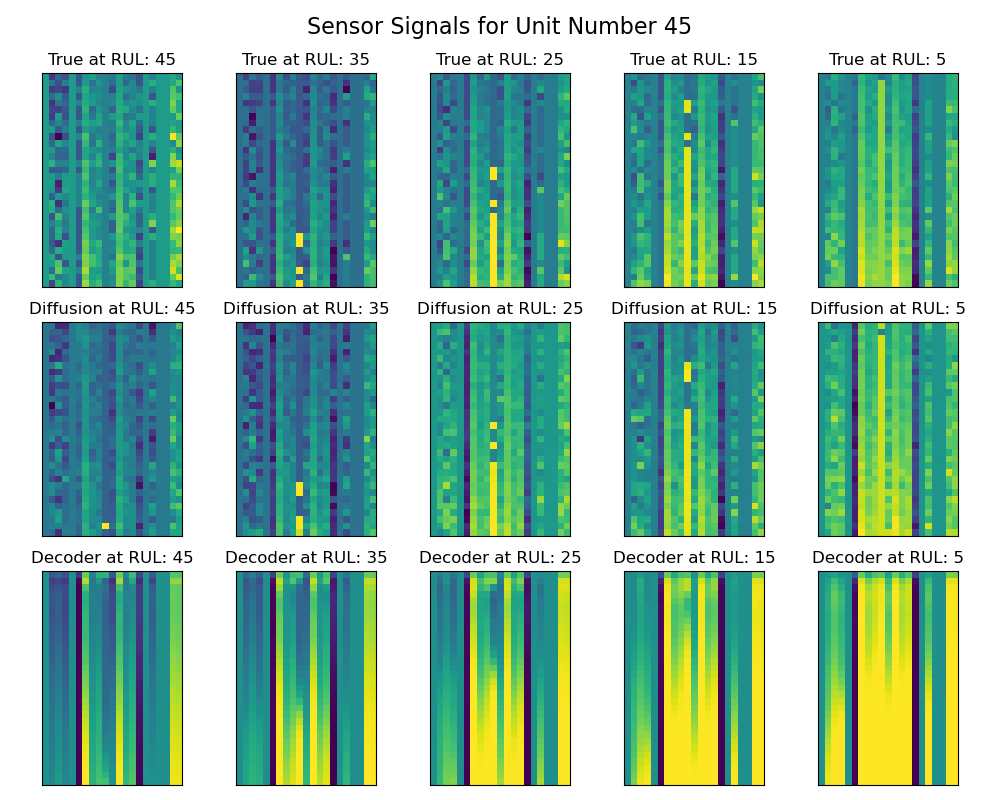 Sensor Signals for Unit Number 45
True at RUL: 45
True at RUL: 35
True at RUL: 25
True at RUL: 15
True at RUL: 5
Diffusion at RUL: 45
Diffusion at RUL: 35
Diffusion at RUL: 25
Diffusion at RUL: 15
Diffusion at RUL: 5
Decoder at RUL: 45
Decoder at RUL: 35
Decoder at RUL: 25
Decoder at RUL: 15
Decoder at RUL: 5